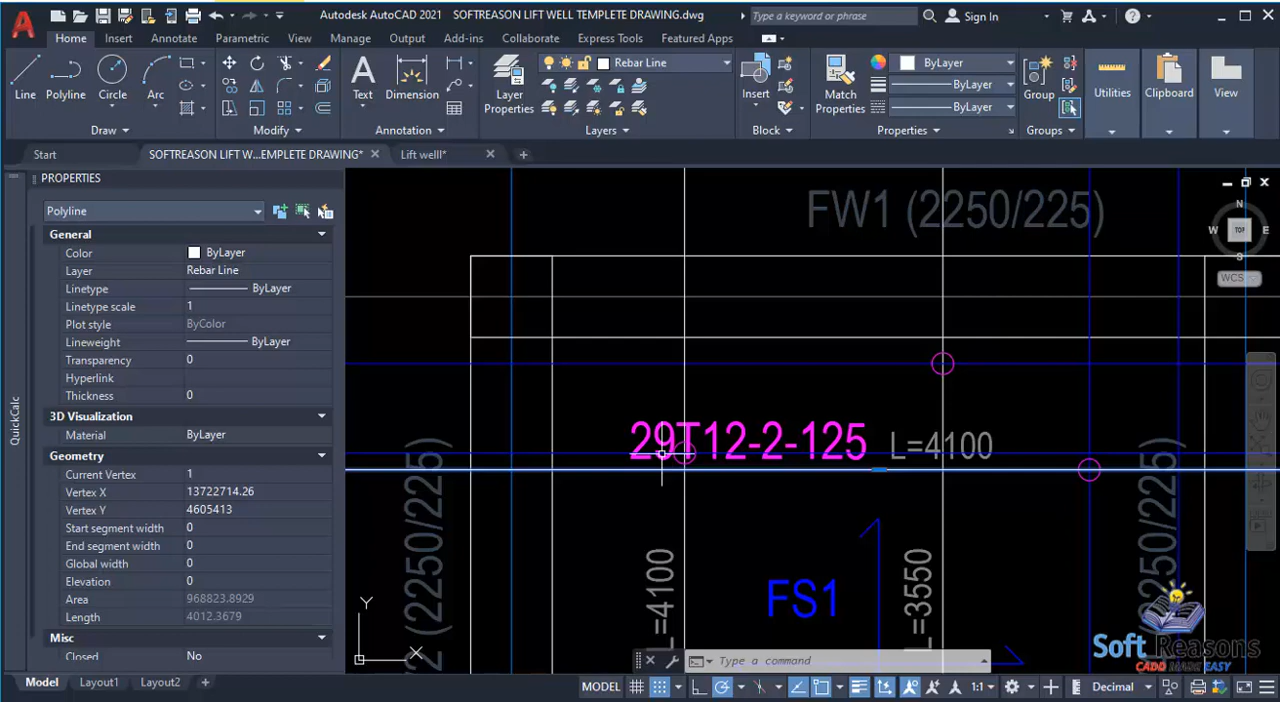 Autodesk AutoCAD 2021 SOFTREASON LIFT WELL TEMPLETE DRAWING.dwg Type a keyword or phrase Sign In
Home Insert Annotate Parametric View Manage Output Add-ins Collaborate Express Tools Featured Apps
Rebar Line ByLayer
ByLayer
ByLayer
Line Polyline Circle Arc Text Dimension Layer Properties Insert Match Properties Group Utilities Clipboard View
Draw Modify Annotation Layers Block Properties Groups
Start SOFTREASON LIFT W...EMPLETE DRAWING* Lift welll*
PROPERTIES
QuickCalc
Polyline
General
Color ByLayer
Layer Rebar Line
Linetype ByLayer
Linetype scale 1
Plot style ByColor
Lineweight ByLayer
Transparency 0
Hyperlink
Thickness 0
3D Visualization
Material ByLayer
Geometry
Current Vertex 1
Vertex X 13722714.26
Vertex Y 4605413
Start segment width 0
End segment width 0
Global width 0
Elevation 0
Area 968823.8929
Length 4012.3679
Misc
Closed No
FW1 (2250/225)
N
W TOP E
S
WCS
29T12-2-125 L=4100
2 (2250/225)
L=4100
FS1
L=3550
(2250/225)
Y
X
Soft Reasons
CADD MADE EASY
Type a command
Model Layout1 Layout2
MODEL 1:1 Decimal